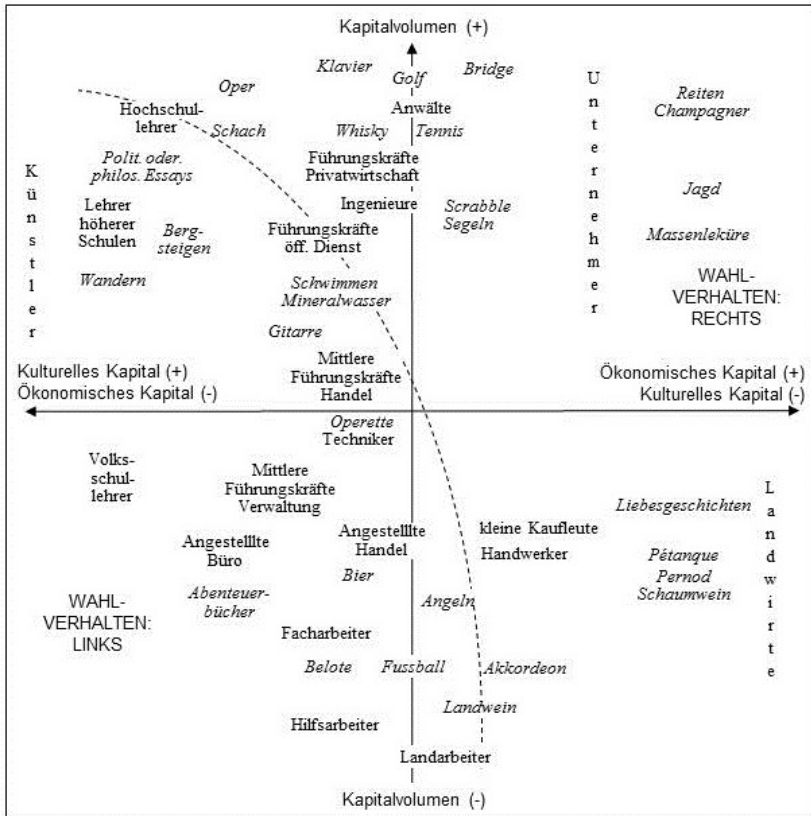 Kapitalvolumen (+)
Klavier
Golf
Bridge
Oper
Unternehmer
Reiten
Champagner
Hochschul-
lehrer
Schach
Anwälte
Whisky
Tennis
Künstler
Polit. oder.
philos. Essays
Führungskräfte
Privatwirtschaft
Jagd
Lehrer
höherer
Schulen
Berg-
steigen
Ingenieure
Scrabble
Segeln
Führungskräfte
öff. Dienst
Massenleküre
Wandern
Schwimmen
Mineralwasser
WAHL-
VERHALTEN:
RECHTS
Gitarre
Kulturelles Kapital (+)
Ökonomisches Kapital (-)
Mittlere
Führungskräfte
Handel
Ökonomisches Kapital (+)
Kulturelles Kapital (-)
Operette
Techniker
Volks-
schul-
lehrer
Mittlere
Führungskräfte
Verwaltung
Landwirte
Liebesgeschichten
Angestelllte
Büro
Angestelllte
Handel
kleine Kaufleute
Handwerker
Pétanque
Pernod
Schaumwein
Bier
Abenteuer-
bücher
Angeln
WAHL-
VERHALTEN:
LINKS
Facharbeiter
Belote
Fussball
Akkordeon
Landwein
Hilfsarbeiter
Landarbeiter
Kapitalvolumen (-)